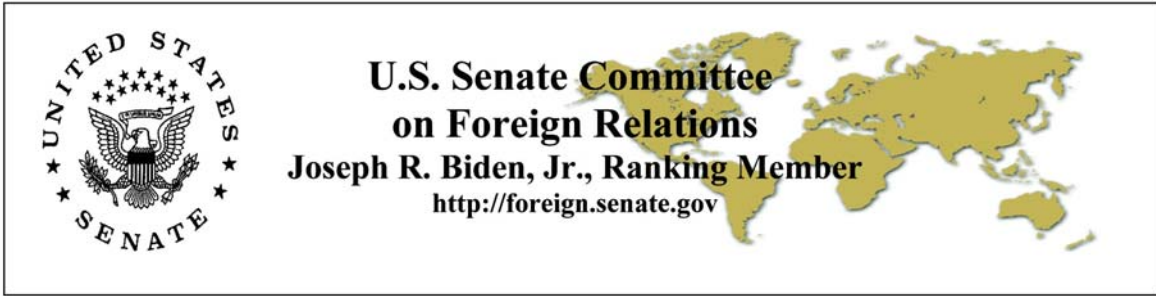 UNITED STATES
SENATE
U.S. Senate Committee
on Foreign Relations
Joseph R. Biden, Jr., Ranking Member
http://foreign.senate.gov